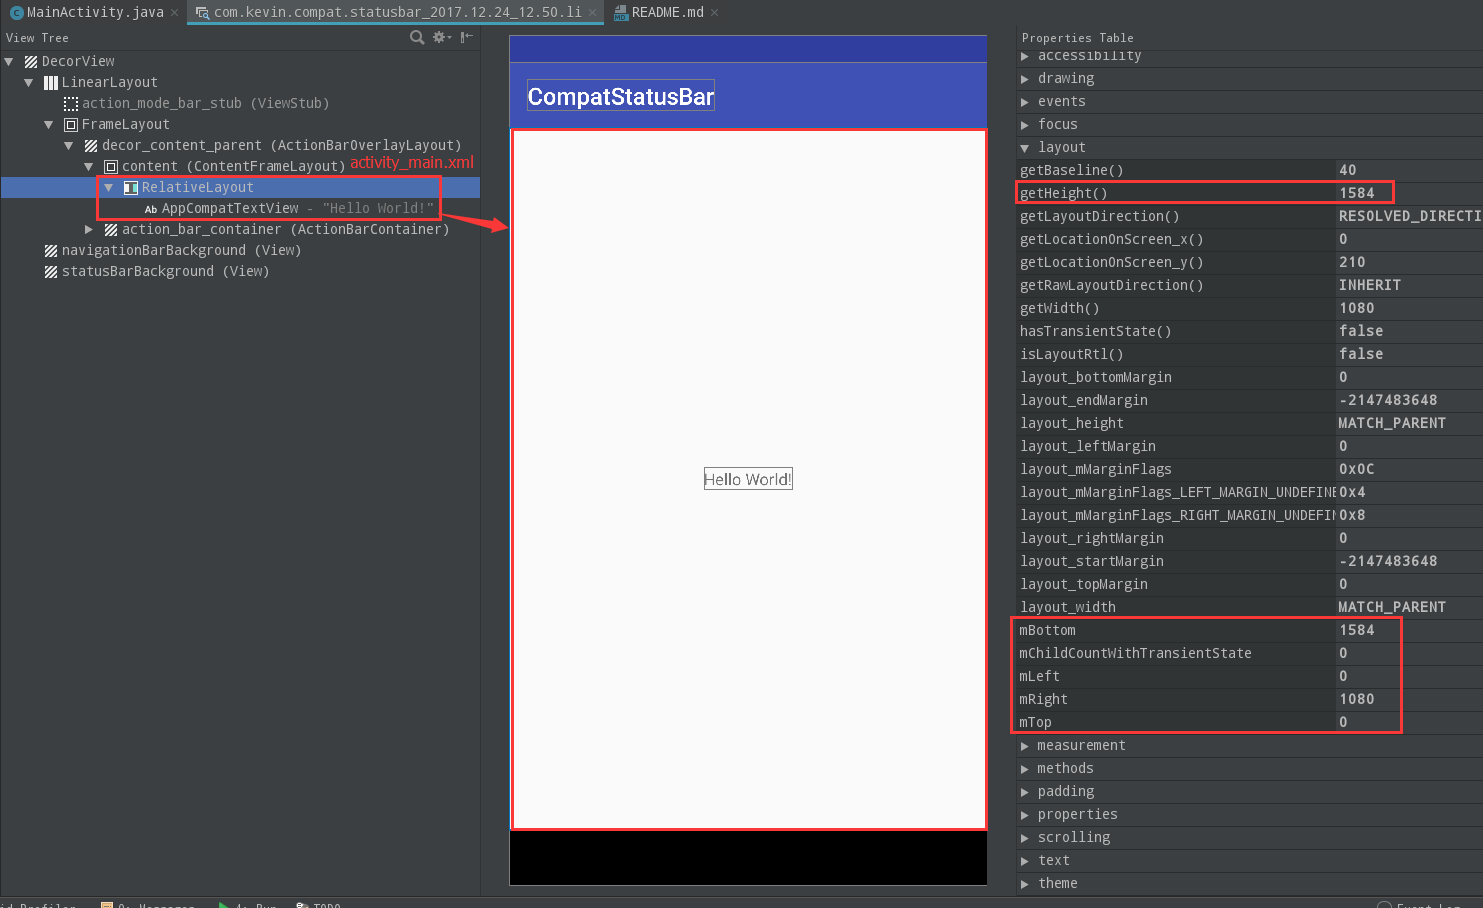 MainActivity.java
com.kevin.compat.statusbar_2017.12.24_12.50.li
README.md
View Tree
DecorView
LinearLayout
action_mode_bar_stub (ViewStub)
FrameLayout
decor_content_parent (ActionBarOverlayLayout)
content (ContentFrameLayout) activity_main.xml
RelativeLayout
AppCompatTextView - "Hello World!"
action_bar_container (ActionBarContainer)
navigationBarBackground (View)
statusBarBackground (View)
CompatStatusBar
Hello World!
Properties Table
accessibility
drawing
events
focus
layout
getBaseline() 40
getHeight() 1584
getLayoutDirection() RESOLVED_DIRECTI
getLocationOnScreen_x() 0
getLocationOnScreen_y() 210
getRawLayoutDirection() INHERIT
getWidth() 1080
hasTransientState() false
isLayoutRtl() false
layout_bottomMargin 0
layout_endMargin -2147483648
layout_height MATCH_PARENT
layout_leftMargin 0
layout_mMarginFlags 0x0C
layout_mMarginFlags_LEFT_MARGIN_UNDEFINE 0x4
layout_mMarginFlags_RIGHT_MARGIN_UNDEFIN 0x8
layout_rightMargin 0
layout_startMargin -2147483648
layout_topMargin 0
layout_width MATCH_PARENT
mBottom 1584
mChildCountWithTransientState 0
mLeft 0
mRight 1080
mTop 0
measurement
methods
padding
properties
scrolling
text
theme